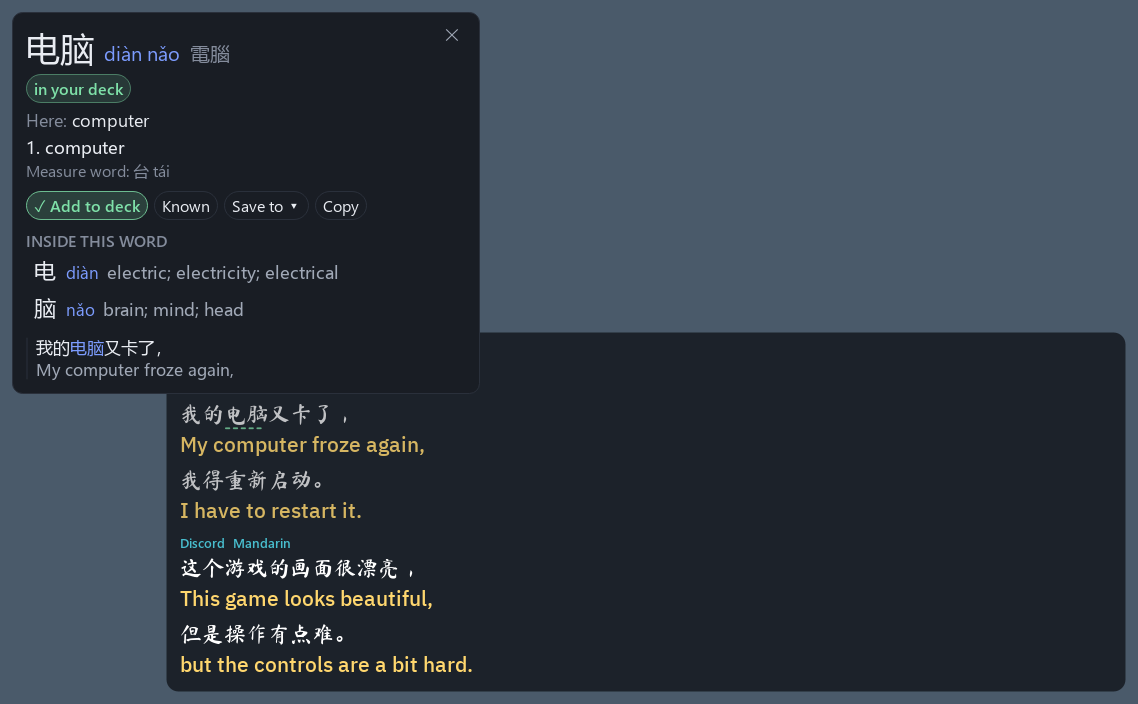 电脑 diàn nǎo 電腦
in your deck
Here: computer
1. computer
Measure word: 台 tái
✓ Add to deck Known Save to ▾ Copy
INSIDE THIS WORD
电 diàn electric; electricity; electrical
脑 nǎo brain; mind; head
我的电脑又卡了，
My computer froze again,
我的电脑又卡了，
My computer froze again,
我得重新启动。
I have to restart it.
Discord Mandarin
这个游戏的画面很漂亮，
This game looks beautiful,
但是操作有点难。
but the controls are a bit hard.